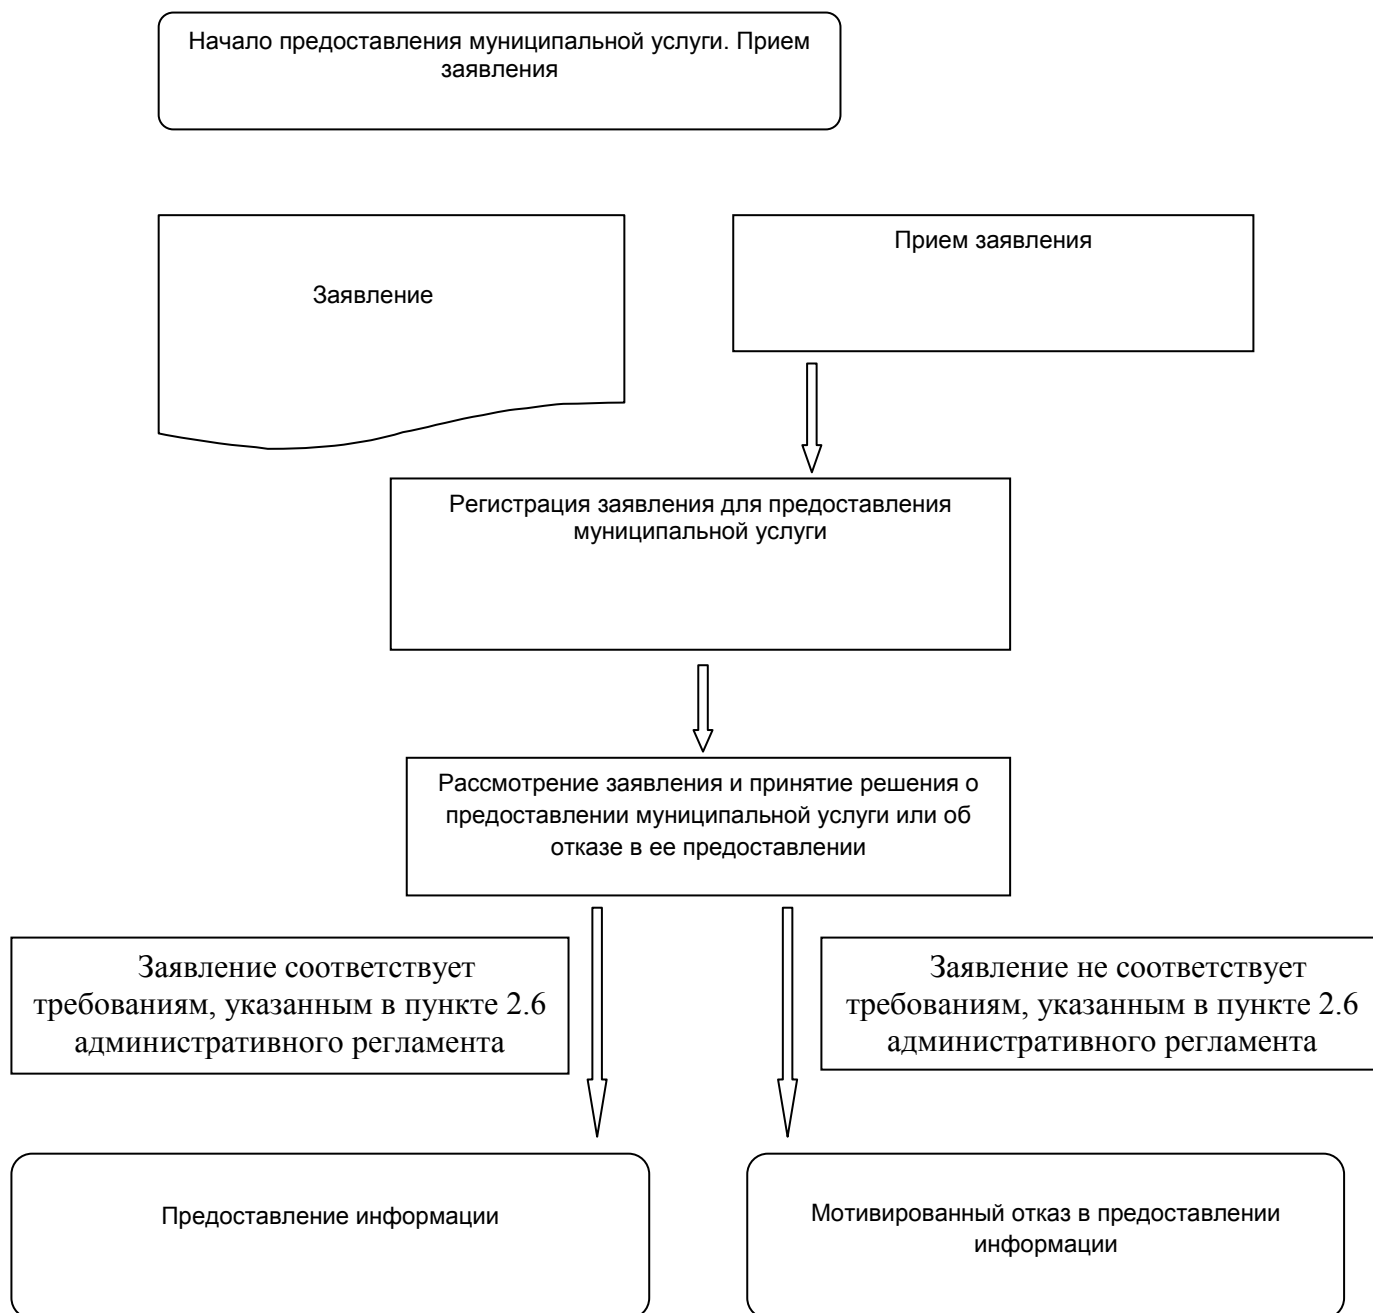 Начало предоставления муниципальной услуги. Прием
заявления
Заявление
Прием заявления
Регистрация заявления для предоставления
муниципальной услуги
Рассмотрение заявления и принятие решения о
предоставлении муниципальной услуги или об
отказе в ее предоставлении
Заявление соответствует
требованиям, указанным в пункте 2.6
административного регламента
Заявление не соответствует
требованиям, указанным в пункте 2.6
административного регламента
Предоставление информации
Мотивированный отказ в предоставлении
информации